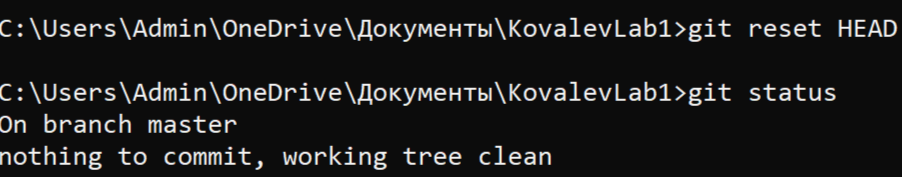 C:\Users\Admin\OneDrive\Документы\KovalevLab1>git reset HEAD
C:\Users\Admin\OneDrive\Документы\KovalevLab1>git status
On branch master
nothing to commit, working tree clean